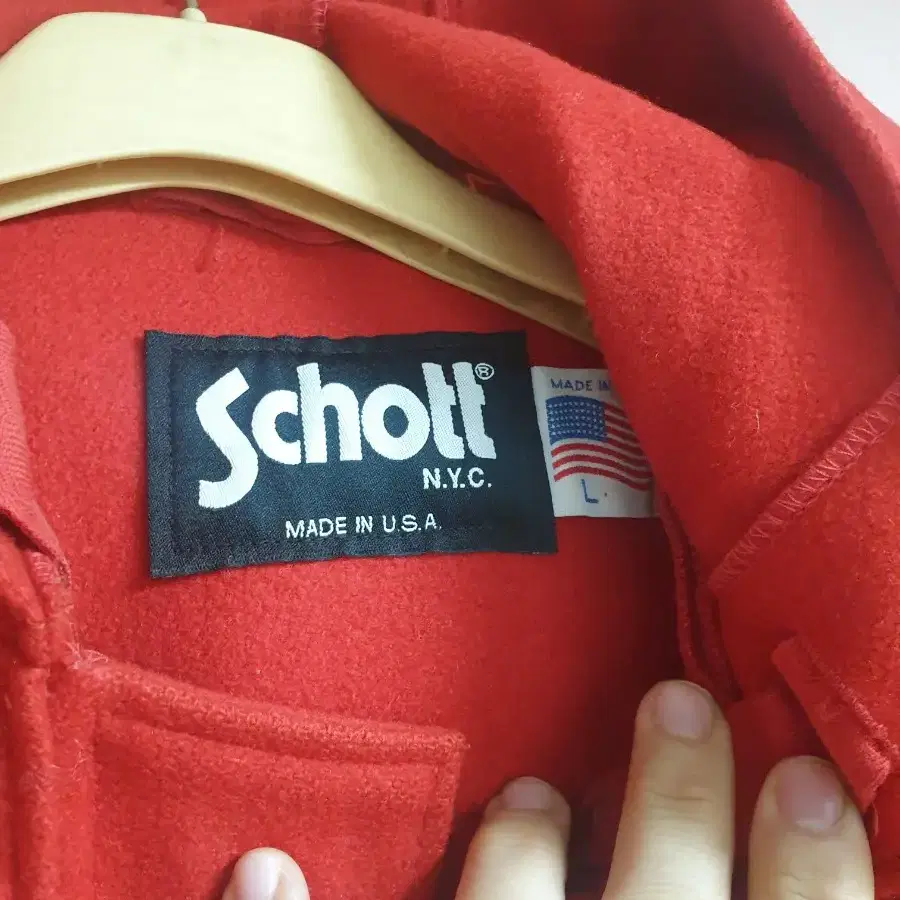 Schott®
N.Y.C.
MADE IN U.S.A.
MADE IN
L.